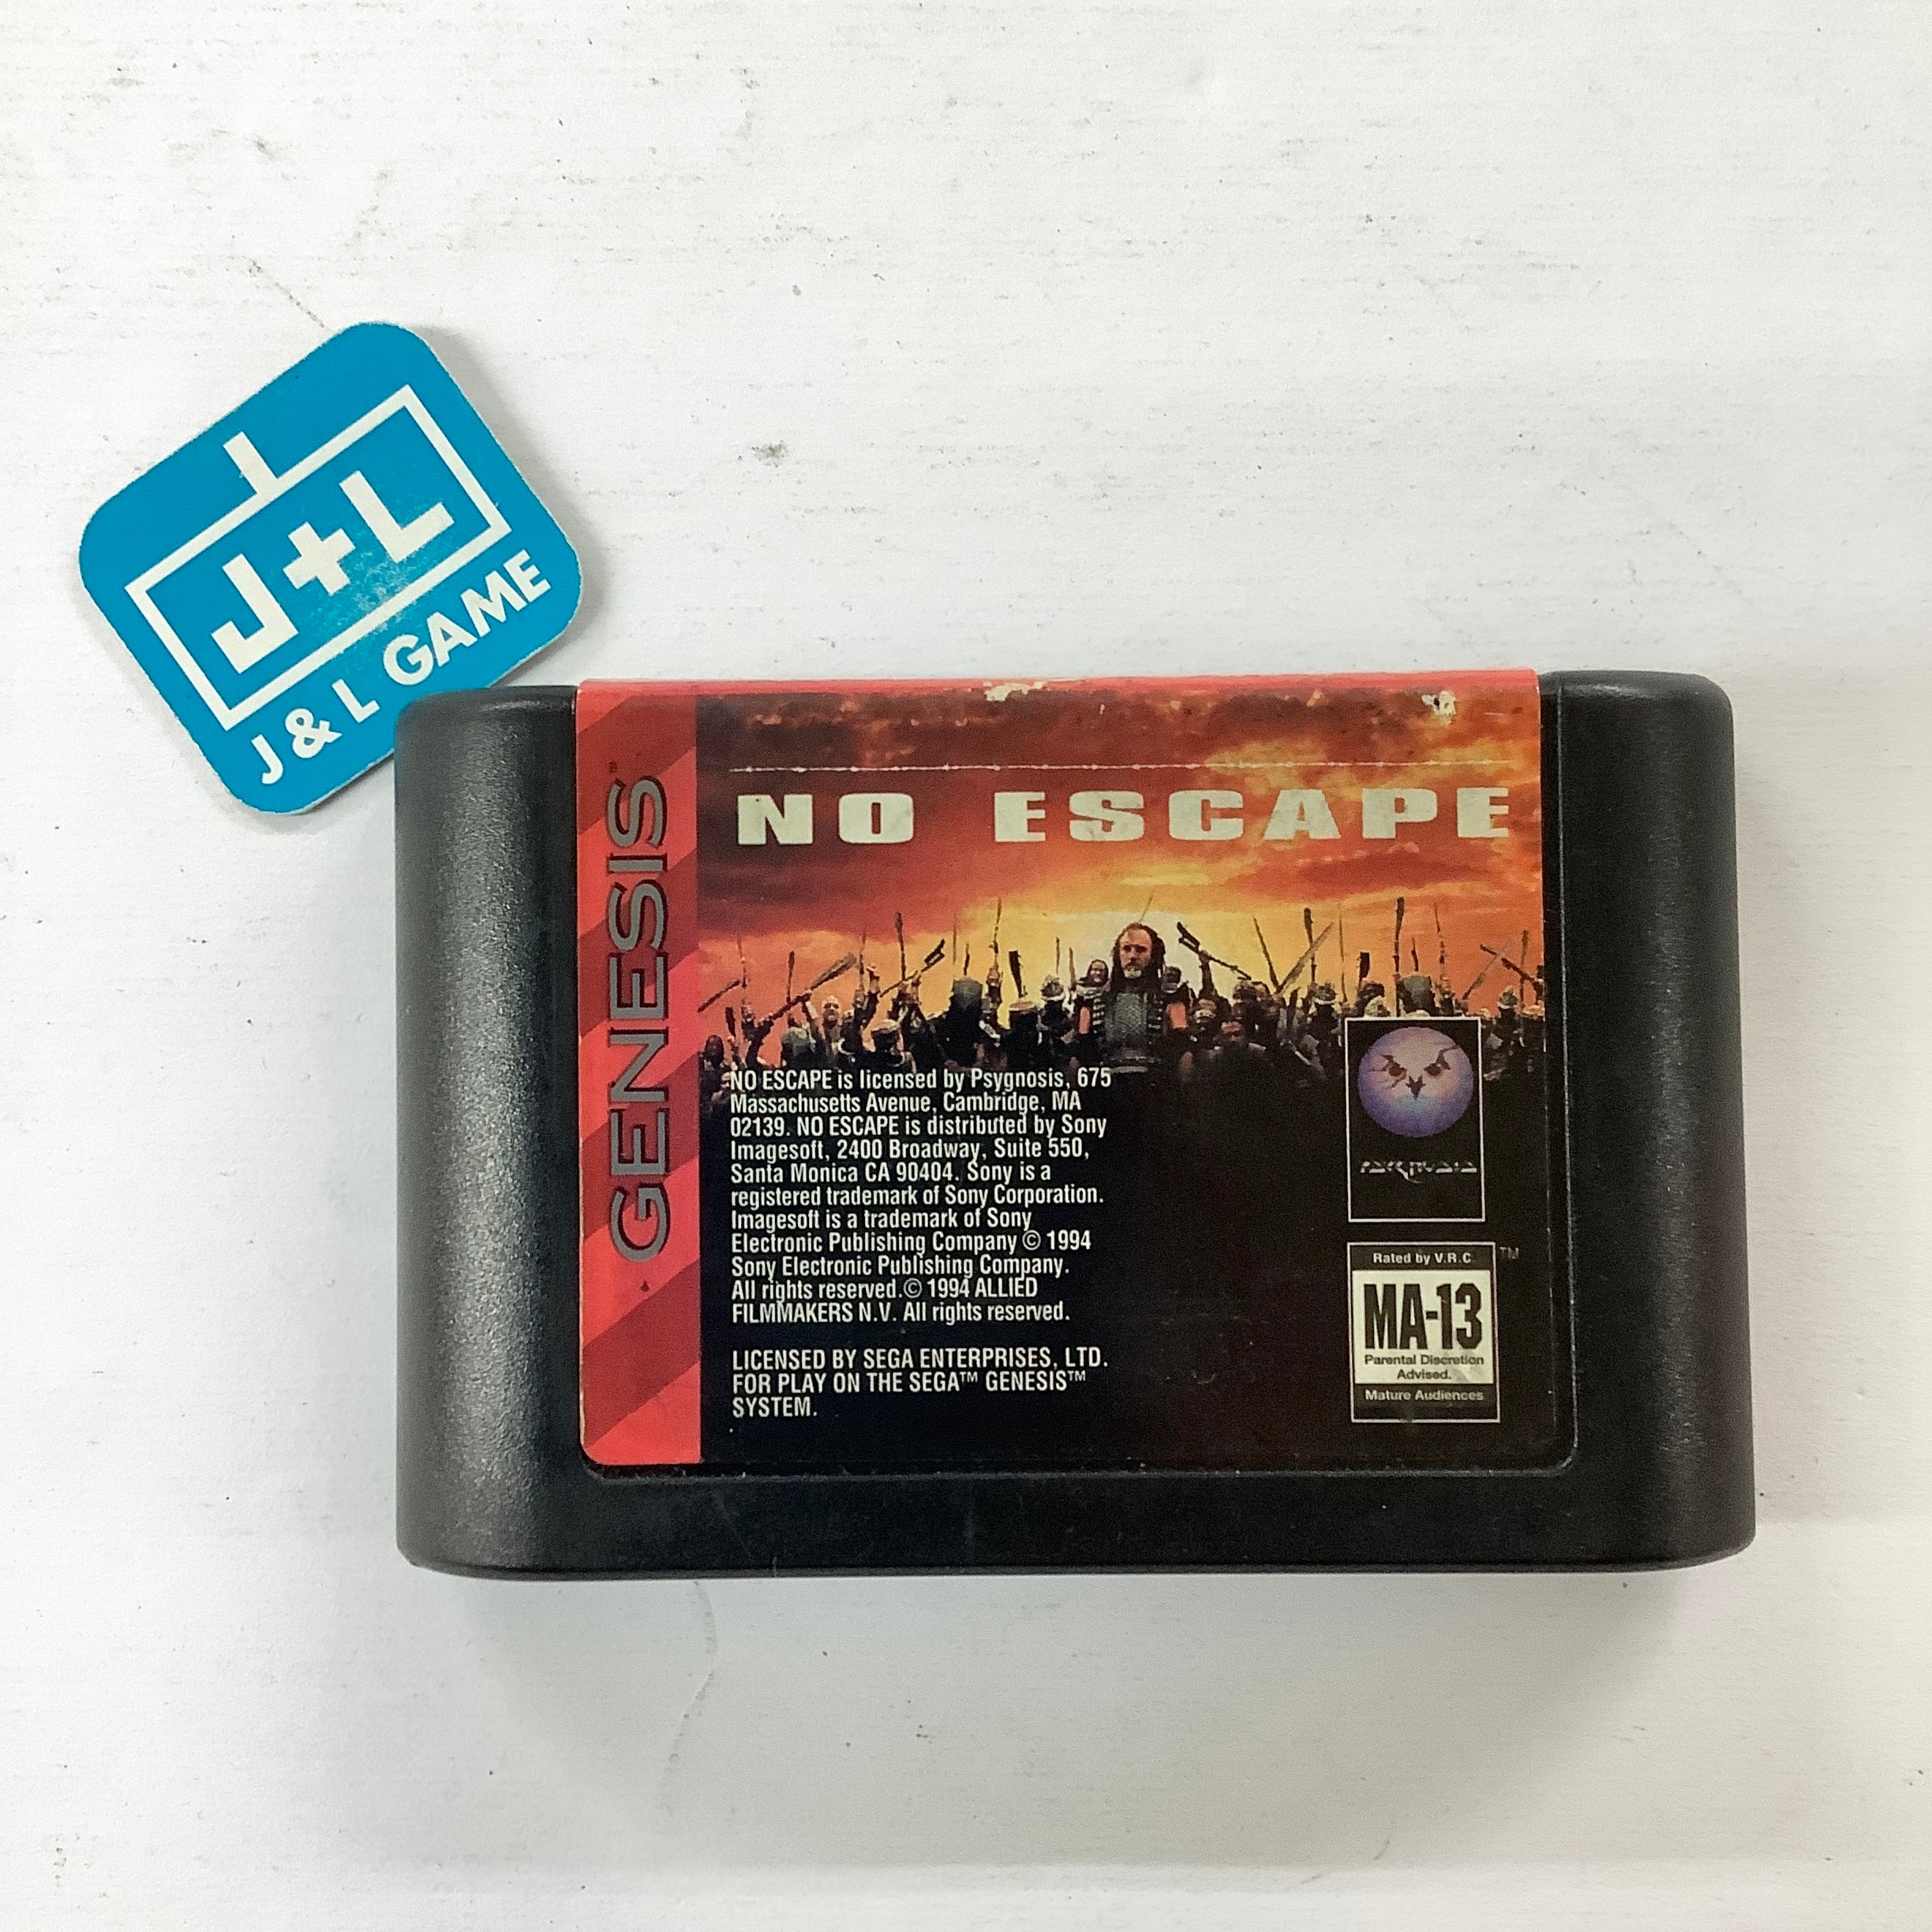 J+L
J & L GAME
GENESIS™
NO ESCAPE
NO ESCAPE is licensed by Psygnosis, 675
Massachusetts Avenue, Cambridge, MA
02139. NO ESCAPE is distributed by Sony
Imagesoft, 2400 Broadway, Suite 550,
Santa Monica CA 90404. Sony is a
registered trademark of Sony Corporation.
Imagesoft is a trademark of Sony
Electronic Publishing Company © 1994
Sony Electronic Publishing Company.
All rights reserved.© 1994 ALLIED
FILMMAKERS N.V. All rights reserved.
LICENSED BY SEGA ENTERPRISES, LTD.
FOR PLAY ON THE SEGA™ GENESIS™
SYSTEM.
PSYGNOSIS
Rated by V.R.C.™
MA-13
Parental Discretion
Advised.
Mature Audiences